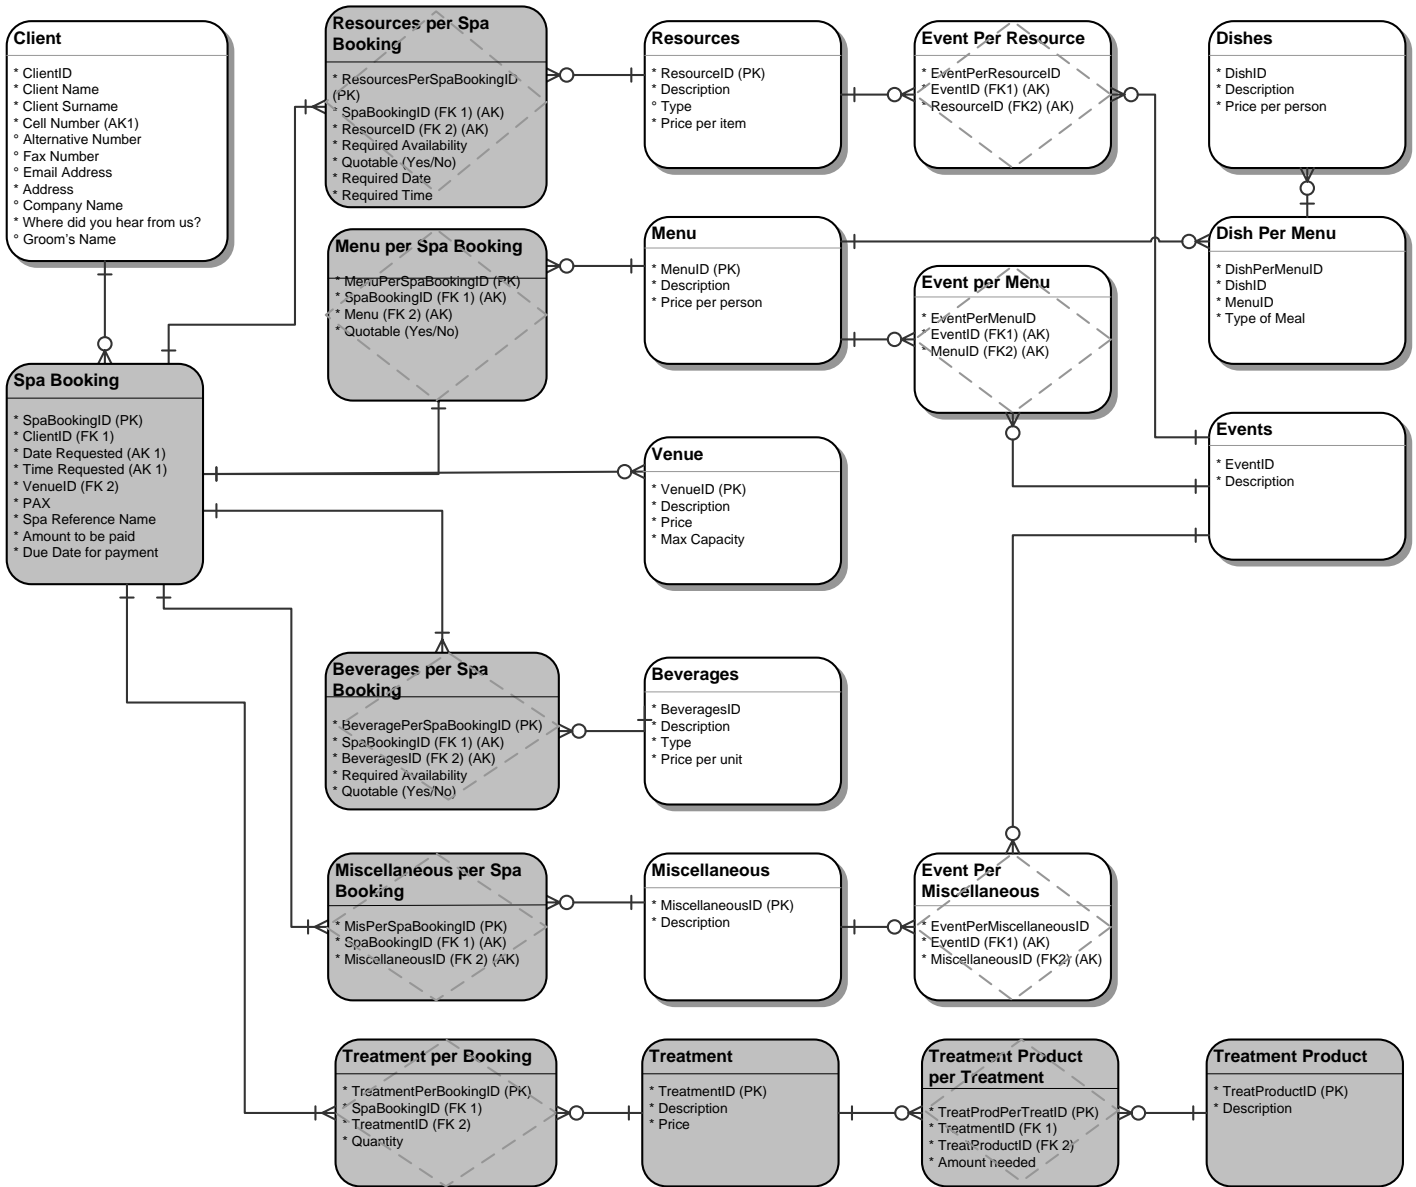 Client
* ClientID
* Client Name
* Client Surname
* Cell Number (AK1)
° Alternative Number
° Fax Number
° Email Address
* Address
° Company Name
* Where did you hear from us?
° Groom's Name
Resources per Spa
Booking
* ResourcesPerSpaBookingID
(PK)
* SpaBookingID (FK 1) (AK)
* ResourceID (FK 2) (AK)
* Required Availability
* Quotable (Yes/No)
* Required Date
* Required Time
Resources
* ResourceID (PK)
* Description
° Type
* Price per item
Event Per Resource
* EventPerResourceID
* EventID (FK1) (AK)
* ResourceID (FK2) (AK)
Dishes
* DishID
* Description
* Price per person
Menu per Spa Booking
* MenuPerSpaBookingID (PK)
* SpaBookingID (FK 1) (AK)
* Menu (FK 2) (AK)
* Quotable (Yes/No)
Menu
* MenuID (PK)
* Description
* Price per person
Event per Menu
* EventPerMenuID
* EventID (FK1) (AK)
* MenuID (FK2) (AK)
Dish Per Menu
* DishPerMenuID
* DishID
* MenuID
* Type of Meal
Spa Booking
* SpaBookingID (PK)
* ClientID (FK 1)
* Date Requested (AK 1)
* Time Requested (AK 1)
* VenueID (FK 2)
* PAX
* Spa Reference Name
* Amount to be paid
* Due Date for payment
Venue
* VenueID (PK)
* Description
* Price
* Max Capacity
Events
* EventID
* Description
Beverages per Spa
Booking
* BeveragePerSpaBookingID (PK)
* SpaBookingID (FK 1) (AK)
* BeveragesID (FK 2) (AK)
* Required Availability
* Quotable (Yes/No)
Beverages
* BeveragesID
* Description
* Type
* Price per unit
Miscellaneous per Spa
Booking
* MisPerSpaBookingID (PK)
* SpaBookingID (FK 1) (AK)
* MiscellaneousID (FK 2) (AK)
Miscellaneous
* MiscellaneousID (PK)
* Description
Event Per
Miscellaneous
* EventPerMiscellaneousID
* EventID (FK1) (AK)
* MiscellaneousID (FK2) (AK)
Treatment per Booking
* TreatmentPerBookingID (PK)
* SpaBookingID (FK 1)
* TreatmentID (FK 2)
* Quantity
Treatment
* TreatmentID (PK)
* Description
* Price
Treatment Product
per Treatment
* TreatProdPerTreatID (PK)
* TreatmentID (FK 1)
* TreatProductID (FK 2)
* Amount needed
Treatment Product
* TreatProductID (PK)
* Description